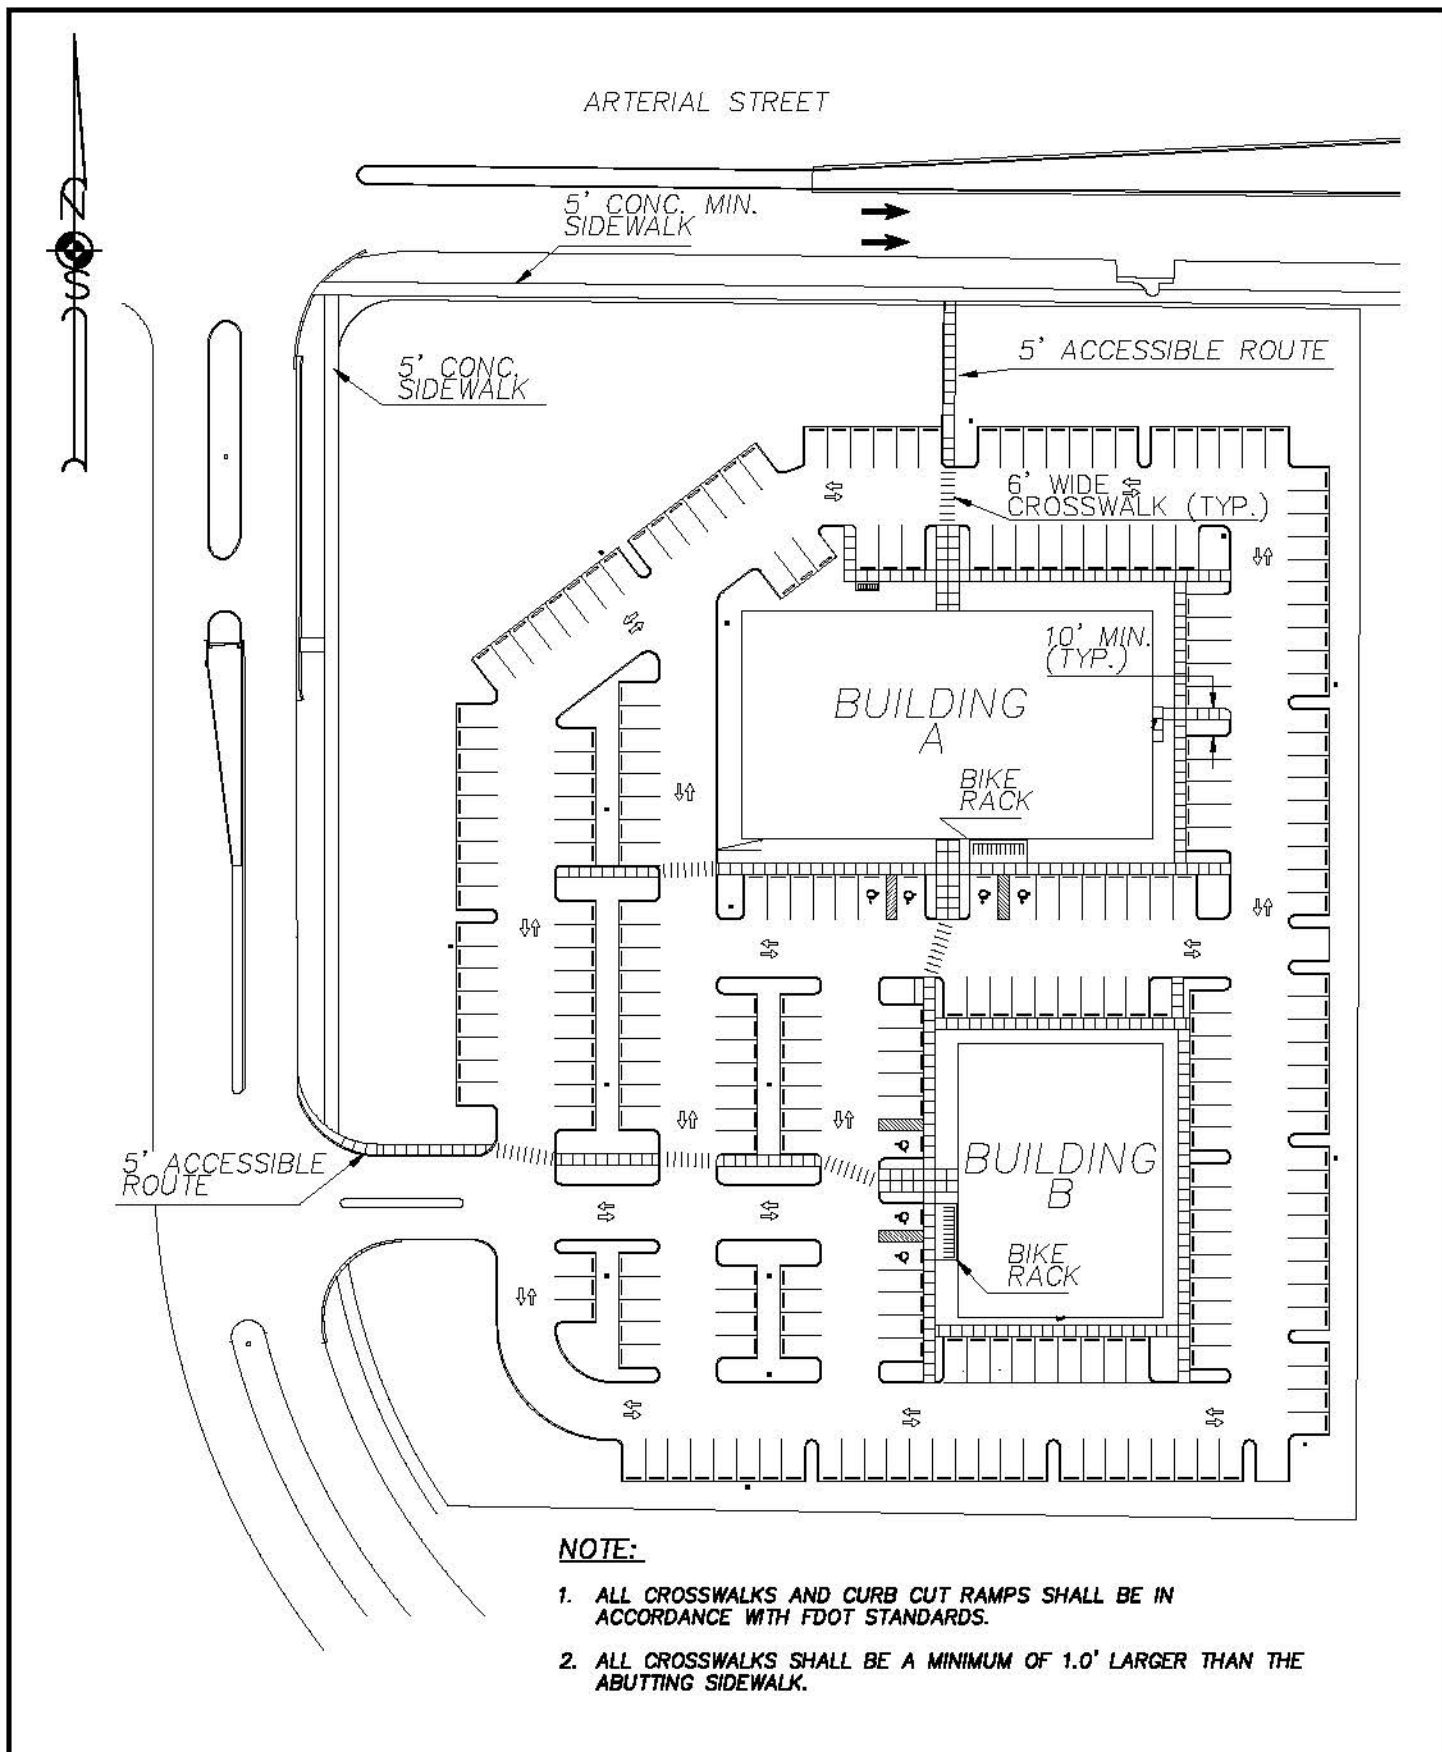 ARTERIAL STREET
N
S
5' CONC. MIN.
SIDEWALK
5' CONC.
SIDEWALK
5' ACCESSIBLE ROUTE
6' WIDE
CROSSWALK (TYP.)
10' MIN.
(TYP.)
BUILDING
A
BIKE
RACK
5' ACCESSIBLE
ROUTE
BUILDING
B
BIKE
RACK
NOTE:
1. ALL CROSSWALKS AND CURB CUT RAMPS SHALL BE IN
ACCORDANCE WITH FDOT STANDARDS.
2. ALL CROSSWALKS SHALL BE A MINIMUM OF 1.0' LARGER THAN THE
ABUTTING SIDEWALK.